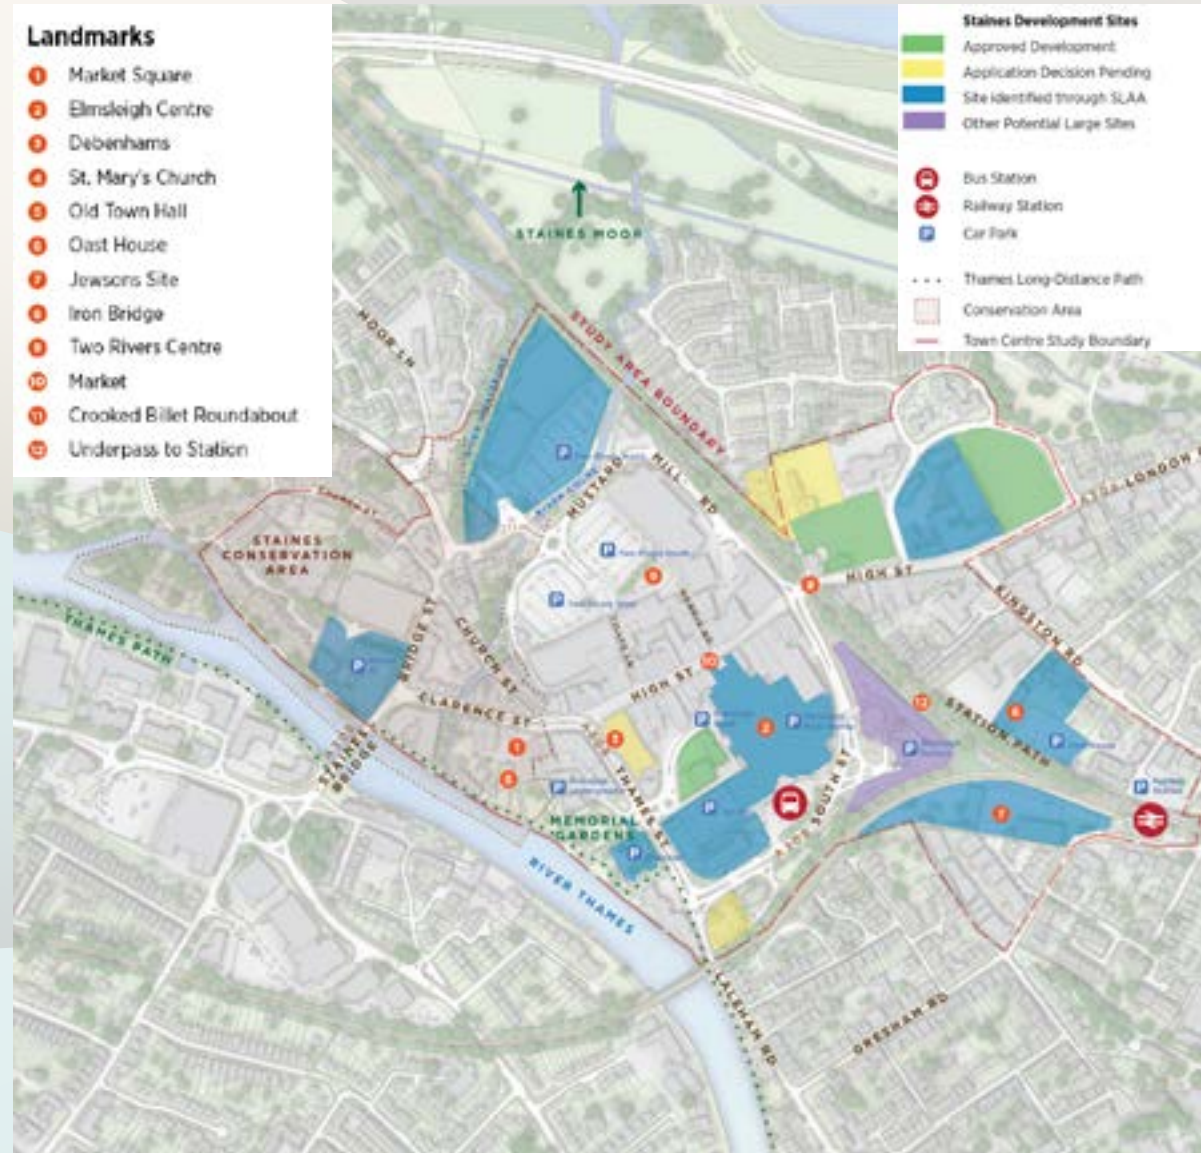 Landmarks
1 Market Square
2 Elmsleigh Centre
3 Debenhams
4 St. Mary's Church
5 Old Town Hall
6 Oast House
7 Jewsons Site
8 Iron Bridge
9 Two Rivers Centre
10 Market
11 Crooked Billet Roundabout
12 Underpass to Station
Staines Development Sites
Approved Development
Application Decision Pending
Site identified through SLAA
Other Potential Large Sites
Bus Station
Railway Station
P Car Park
Thames Long-Distance Path
Conservation Area
Town Centre Study Boundary
STAINES MOOR
MOOR LN
STUDY AREA BOUNDARY
MUSTARD
MILL RD
LONDON
STAINES
CONSERVATION
AREA
HIGH ST
KINGSTON RD
THAMES PATH
BRIDGE ST
CHURCH ST
HIGH ST
10
CLARENCE ST
STATION PATH
STAINES
BRIDGE
THAMES ST
SOUTH ST
MEMORIAL
GARDENS
RIVER THAMES
LALEHAM RD
GRESHAM RD